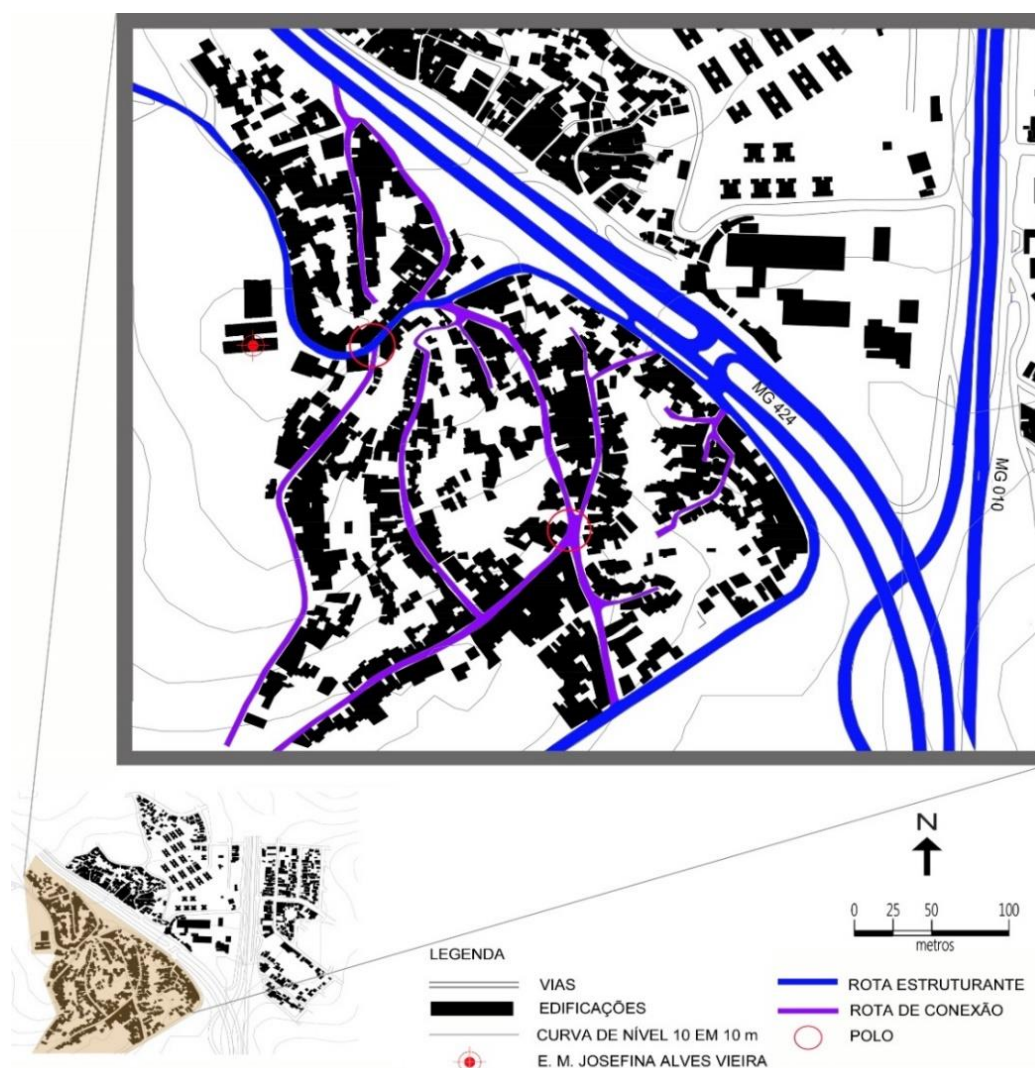 MG 424
MG 010
N
0 25 50 100
metros
LEGENDA
VIAS
EDIFICAÇÕES
CURVA DE NÍVEL 10 EM 10 m
E. M. JOSEFINA ALVES VIEIRA
ROTA ESTRUTURANTE
ROTA DE CONEXÃO
POLO